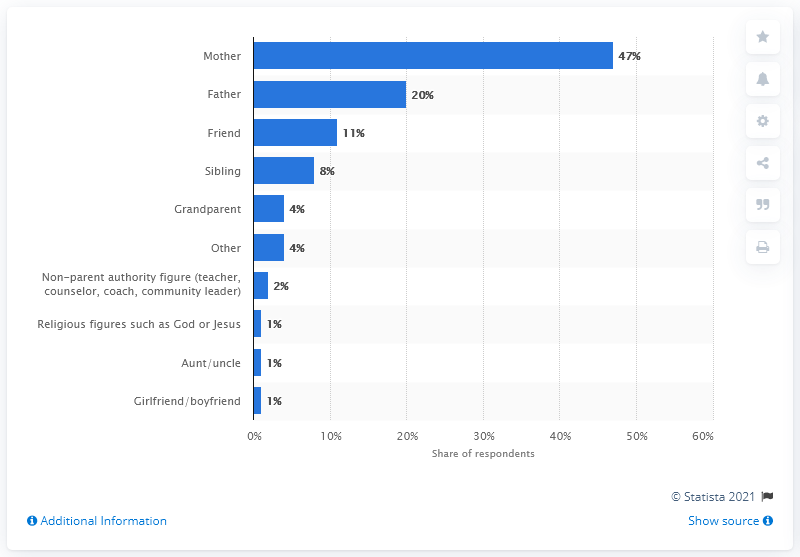 Mother 47%
Father 20%
Friend 11%
Sibling 8%
Grandparent 4%
Other 4%
Non-parent authority figure (teacher,
counselor, coach, community leader) 2%
Religious figures such as God or Jesus 1%
Aunt/uncle 1%
Girlfriend/boyfriend 1%
0% 10% 20% 30% 40% 50% 60%
Share of respondents
© Statista 2021
Additional Information Show source